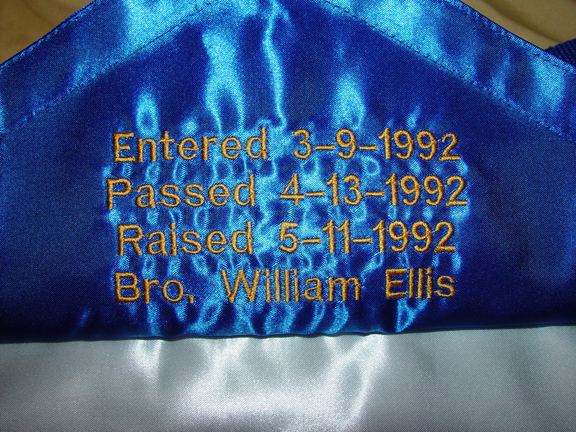 Entered 3-9-1992
Passed 4-13-1992
Raised 5-11-1992
Bro. William Ellis